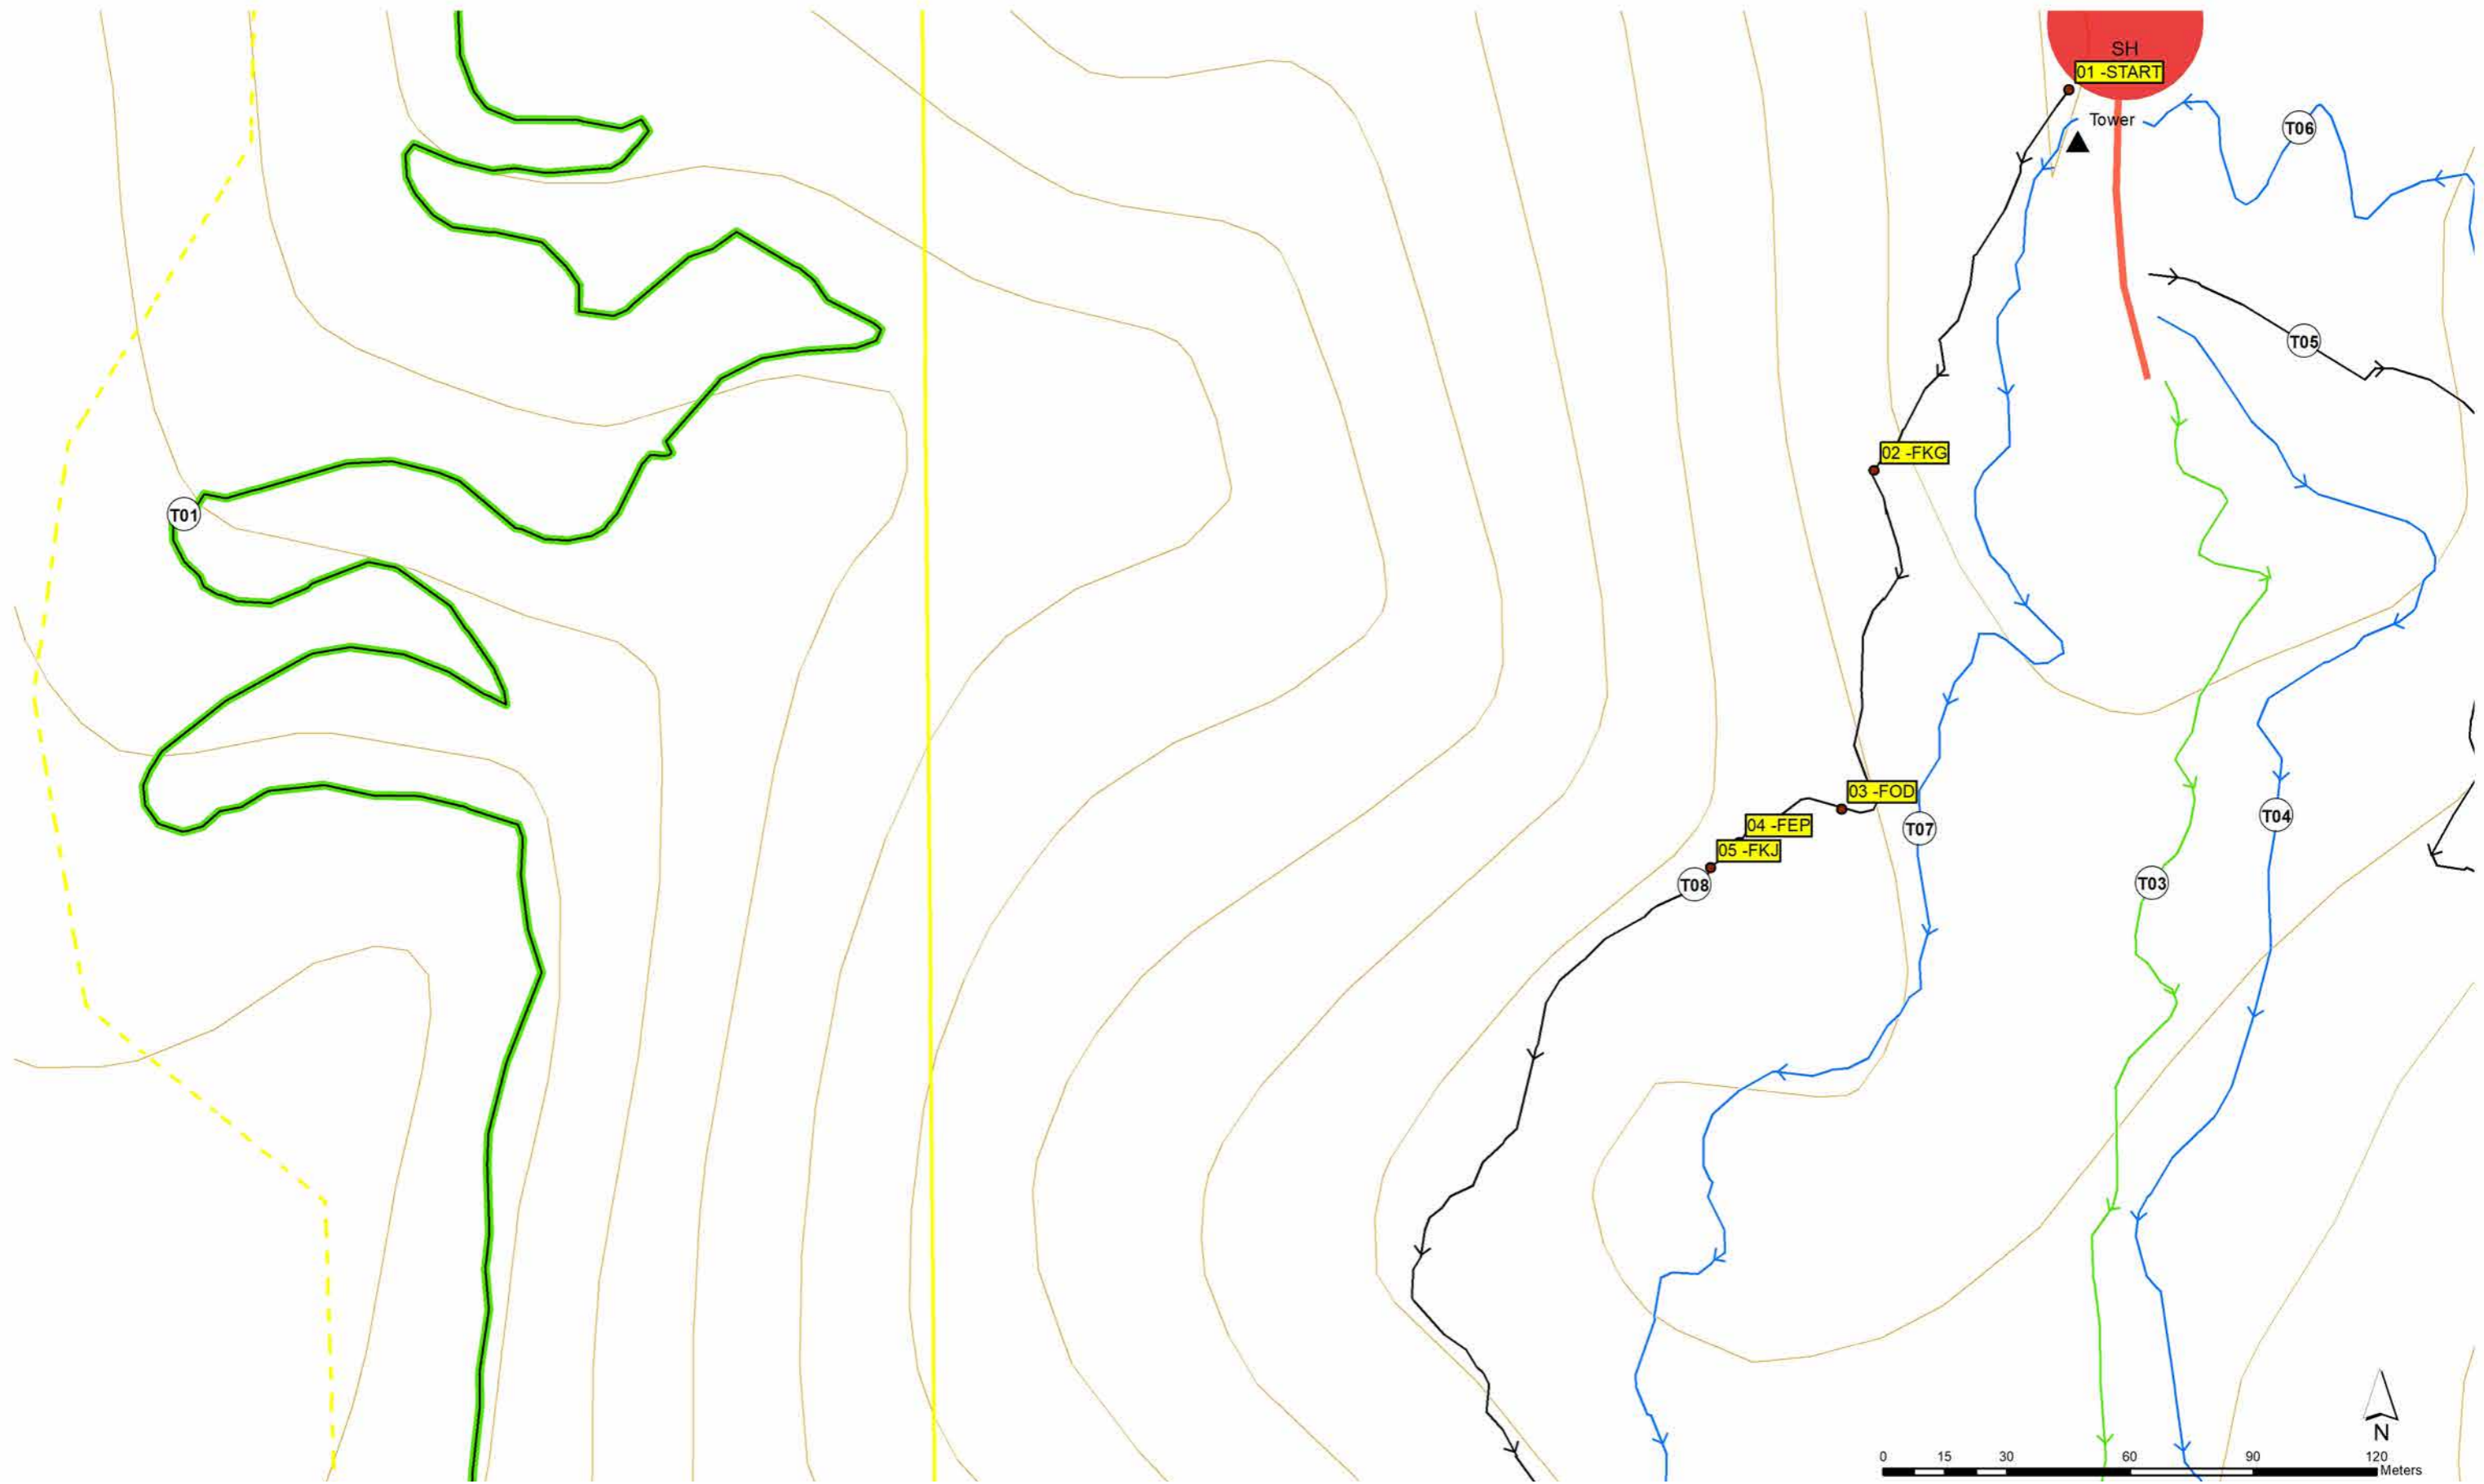 SH
01 -START
Tower
T06
T05
02 -FKG
T01
03 -FOD
04 -FEP
T07
T04
05 -FKJ
T08
T03
N
0 15 30 60 90 120
Meters